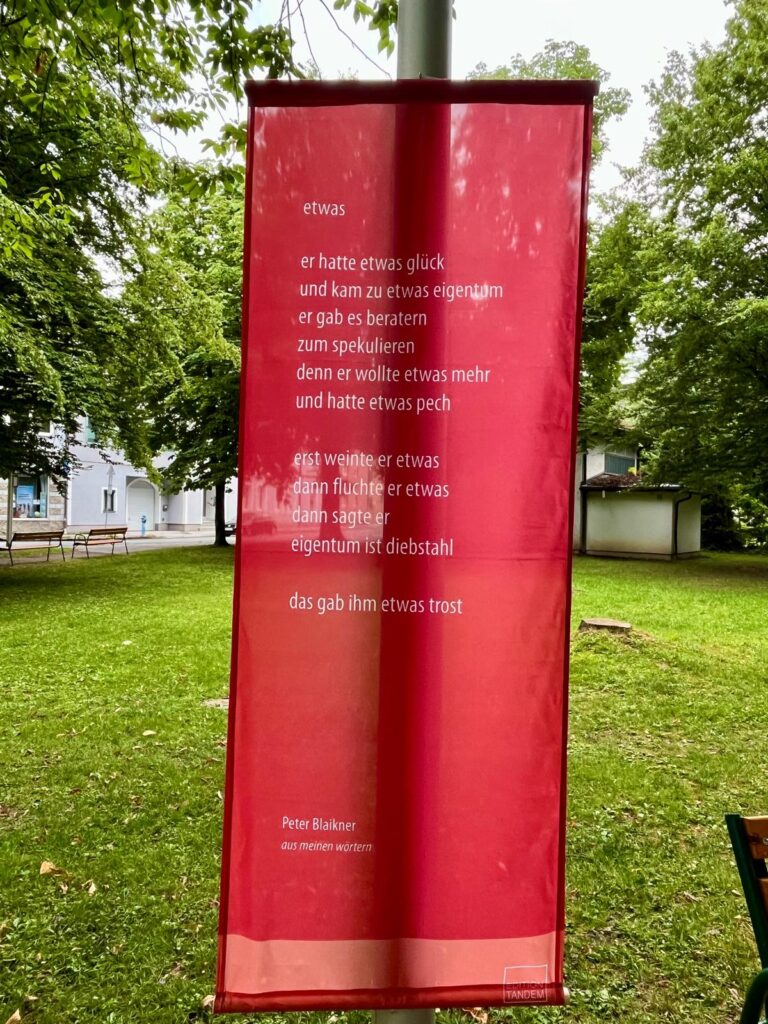 etwas
er hatte etwas glück
und kam zu etwas eigentum
er gab es beratern
zum spekulieren
denn er wollte etwas mehr
und hatte etwas pech
erst weinte er etwas
dann fluchte er etwas
dann sagte er
eigentum ist diebstahl
das gab ihm etwas trost
Peter Blaikner
aus meinen wörtern
EDITION
TANDEM